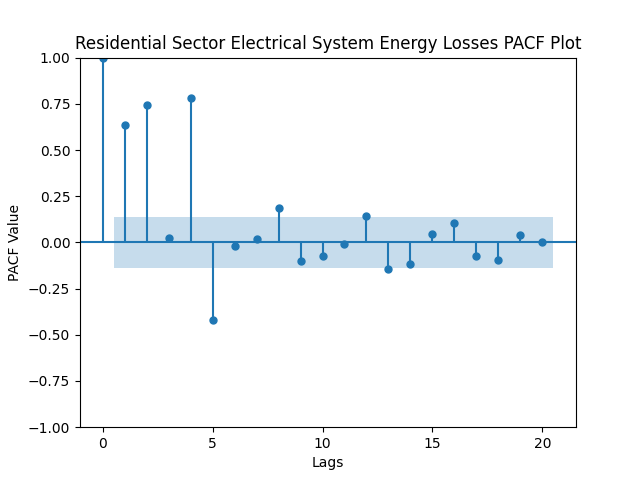 Residential Sector Electrical System Energy Losses PACF Plot
1.00
0.75
0.50
0.25
0.00
−0.25
−0.50
−0.75
−1.00
PACF Value
0 5 10 15 20
Lags